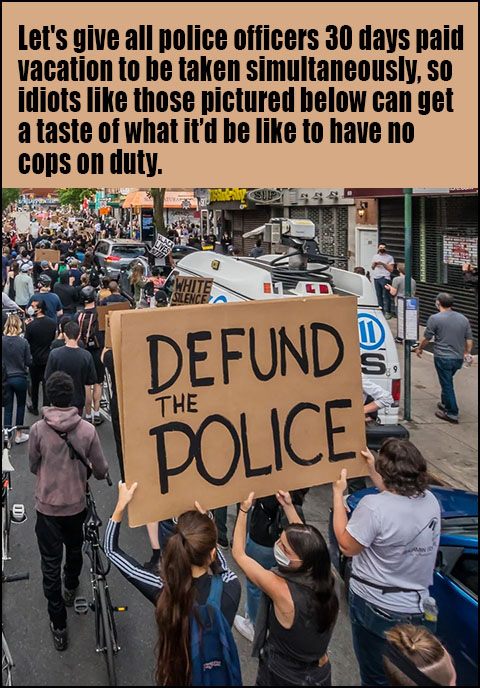 Let's give all police officers 30 days paid
vacation to be taken simultaneously, so
idiots like those pictured below can get
a taste of what it'd be like to have no
cops on duty.
WHITE
SILENCE
DEFUND
THE
POLICE
11
S